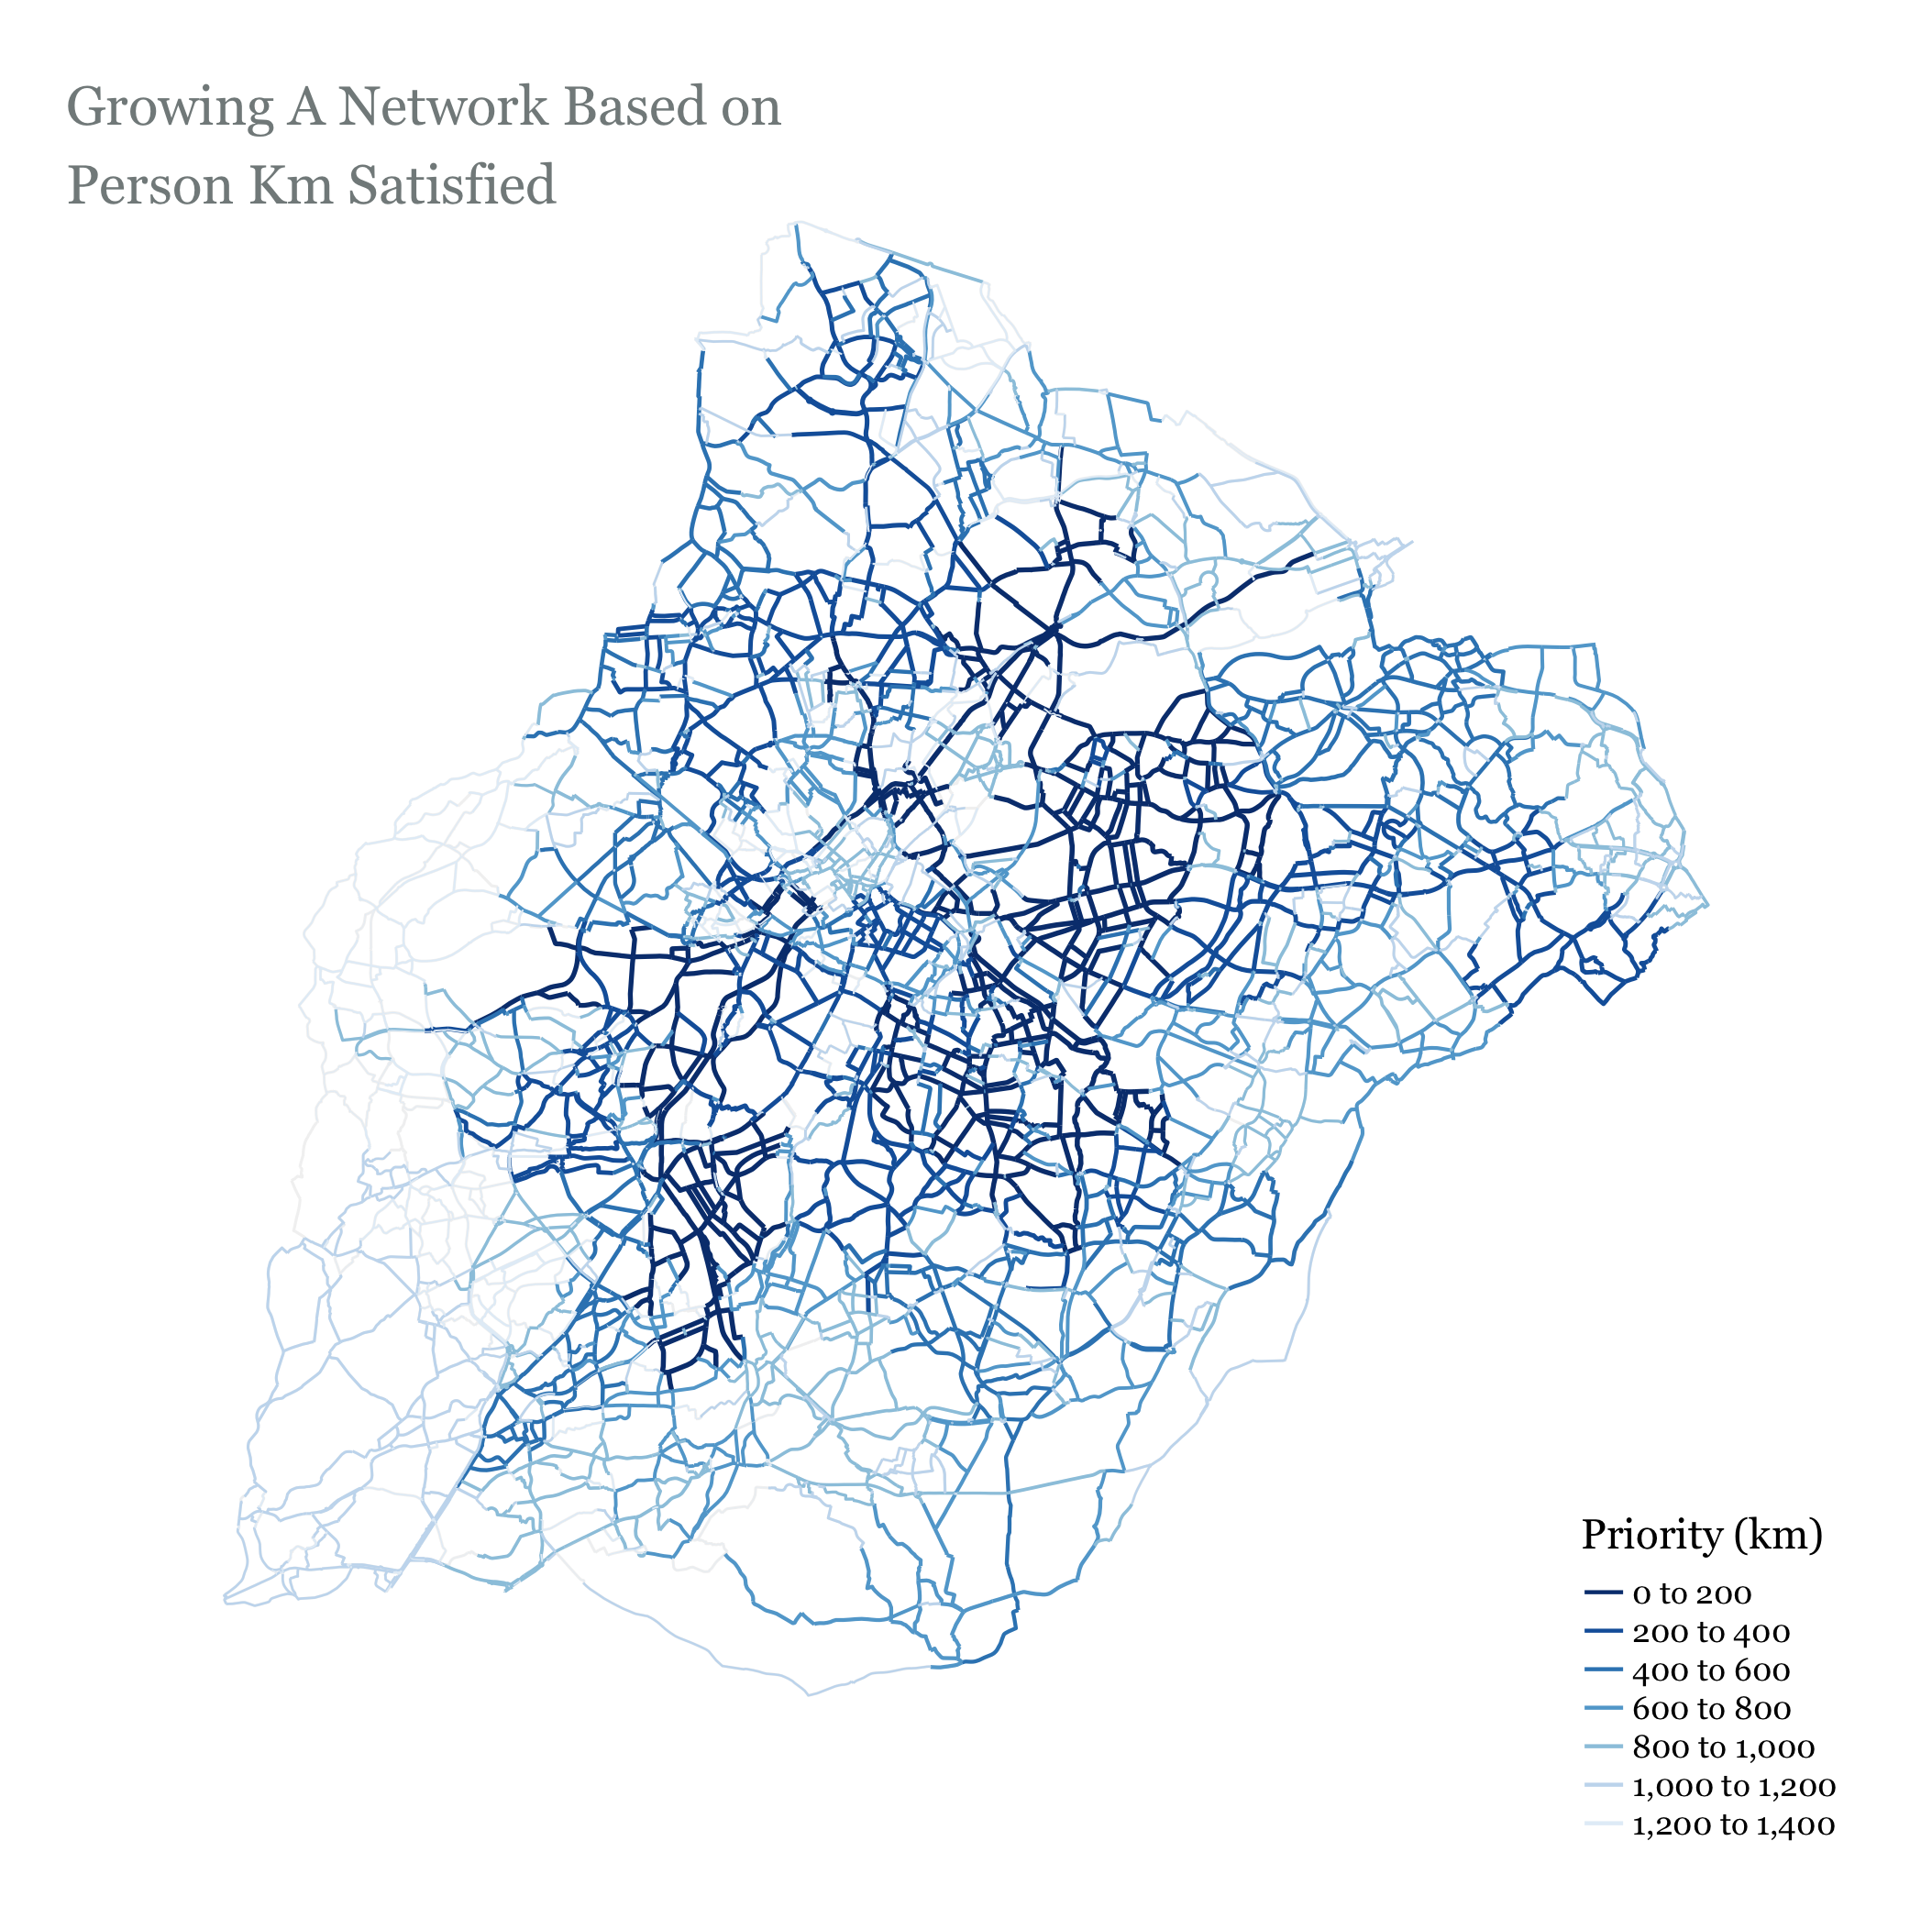 Growing A Network Based on
Person Km Satisfied
Priority (km)
0 to 200
200 to 400
400 to 600
600 to 800
800 to 1,000
1,000 to 1,200
1,200 to 1,400